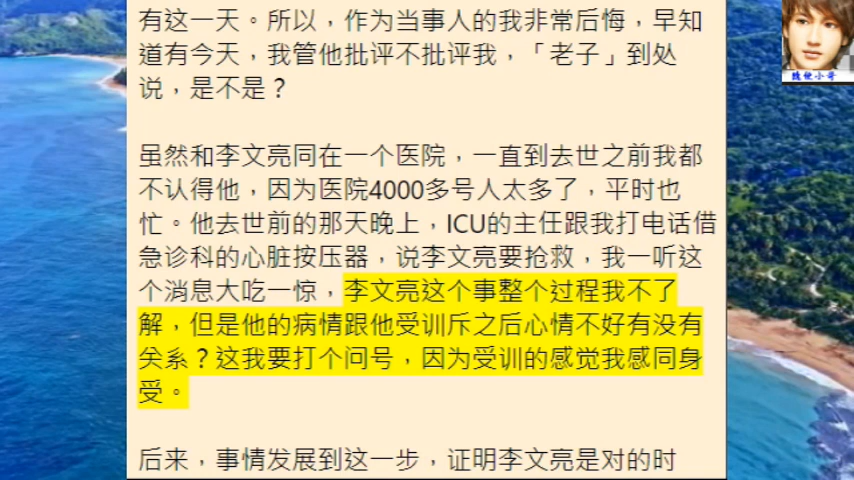 有这一天。所以，作为当事人的我非常后悔，早知
道有今天，我管他批评不批评我，「老子」到处
说，是不是？
虽然和李文亮同在一个医院，一直到去世之前我都
不认得他，因为医院4000多号人太多了，平时也
忙。他去世前的那天晚上，ICU的主任跟我打电话借
急诊科的心脏按压器，说李文亮要抢救，我一听这
个消息大吃一惊，李文亮这个事整个过程我不了
解，但是他的病情跟他受训斥之后心情不好有没有
关系？这我要打个问号，因为受训的感觉我感同身
受。
后来，事情发展到这一步，证明李文亮是对的时